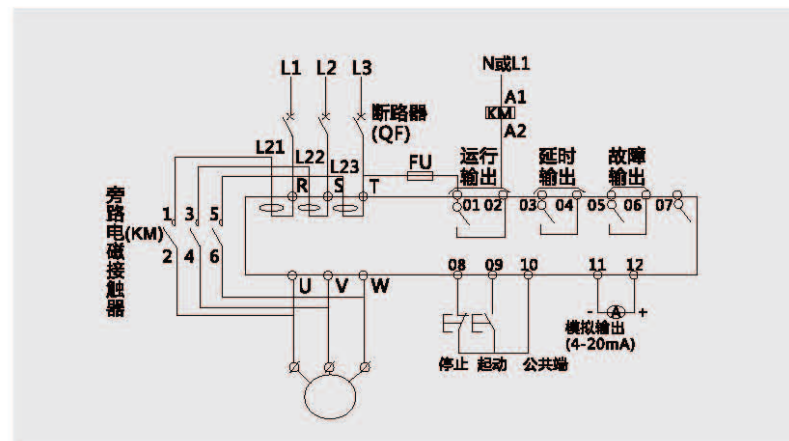 L1 L2 L3
N或L1
A1
KM
A2
断路器
(QF)
L21
L22
L23
FU
运行
输出
延时
输出
故障
输出
R S T
01 02 03 04 05 06 07
旁路电磁接触器
(KM)
1 3 5
2 4 6
U V W
08 09 10 11 12
- A +
模拟输出
(4-20mA)
停止 起动 公共端